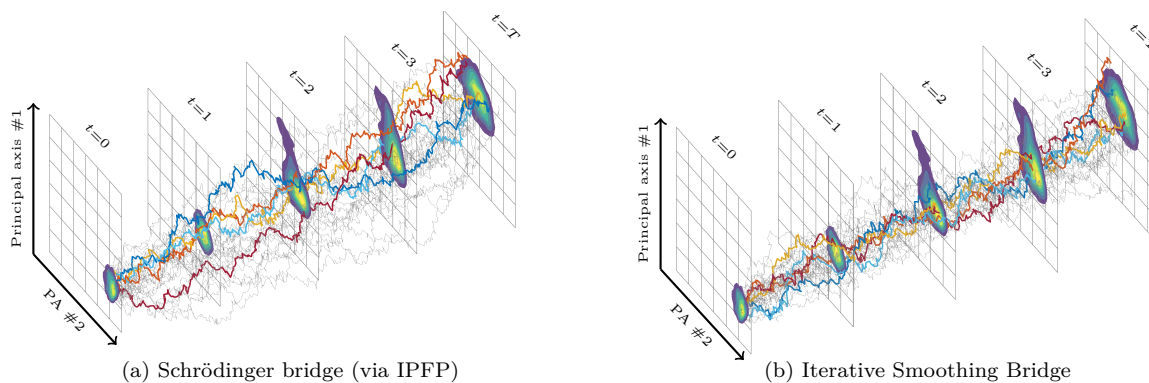 t=T
t=3
t=2
t=1
t=0
Principal axis #1
PA #2
(a) Schrödinger bridge (via IPFP)
t=3
t=2
t=1
t=0
Principal axis #1
PA #2
(b) Iterative Smoothing Bridge